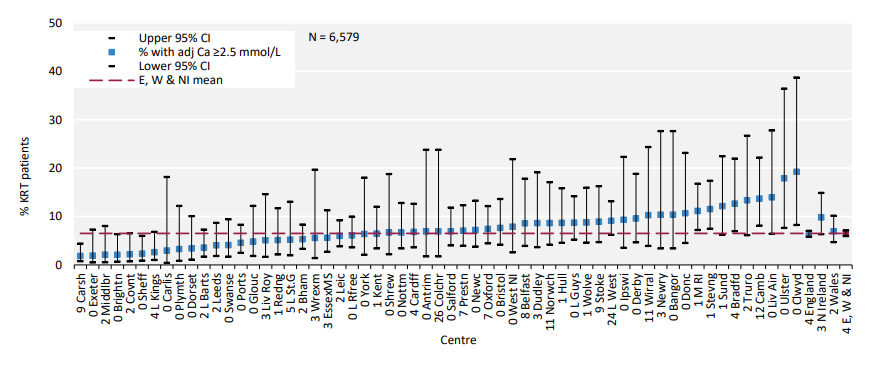 50
40
30
20
10
0
% KRT patients
Upper 95% CI
% with adj Ca ≥2.5 mmol/L
Lower 95% CI
E, W & NI mean
N = 6,579
9 Carsh
0 Exeter
2 Middlbr
0 Brightn
2 Covnt
0 Sheff
4 L Kings
0 Carlis
0 Plymth
0 Dorset
2 L Barts
2 Leeds
0 Swanse
0 Ports
0 Glouc
3 Liv Roy
1 Redng
5 L St.G
2 Bham
3 Wrexm
3 EssexMS
2 Leic
0 L Rfree
0 York
1 Kent
0 Shrew
0 Nottm
4 Cardff
0 Antrim
26 Colchr
0 Salford
7 Prestn
0 Newc
7 Oxford
0 Bristol
0 West NI
8 Belfast
3 Dudley
11 Norwch
1 Hull
0 L Guys
1 Wolve
9 Stoke
24 L West
0 Ipswi
0 Derby
11 Wirral
3 Newry
0 Bangor
0 Donc
1 M RI
1 Stevng
1 Sund
4 Bradfd
2 Truro
12 Camb
0 Liv Ain
0 Ulster
0 Clwyd
4 England
3 N Ireland
2 Wales
4 E, W & NI
Centre